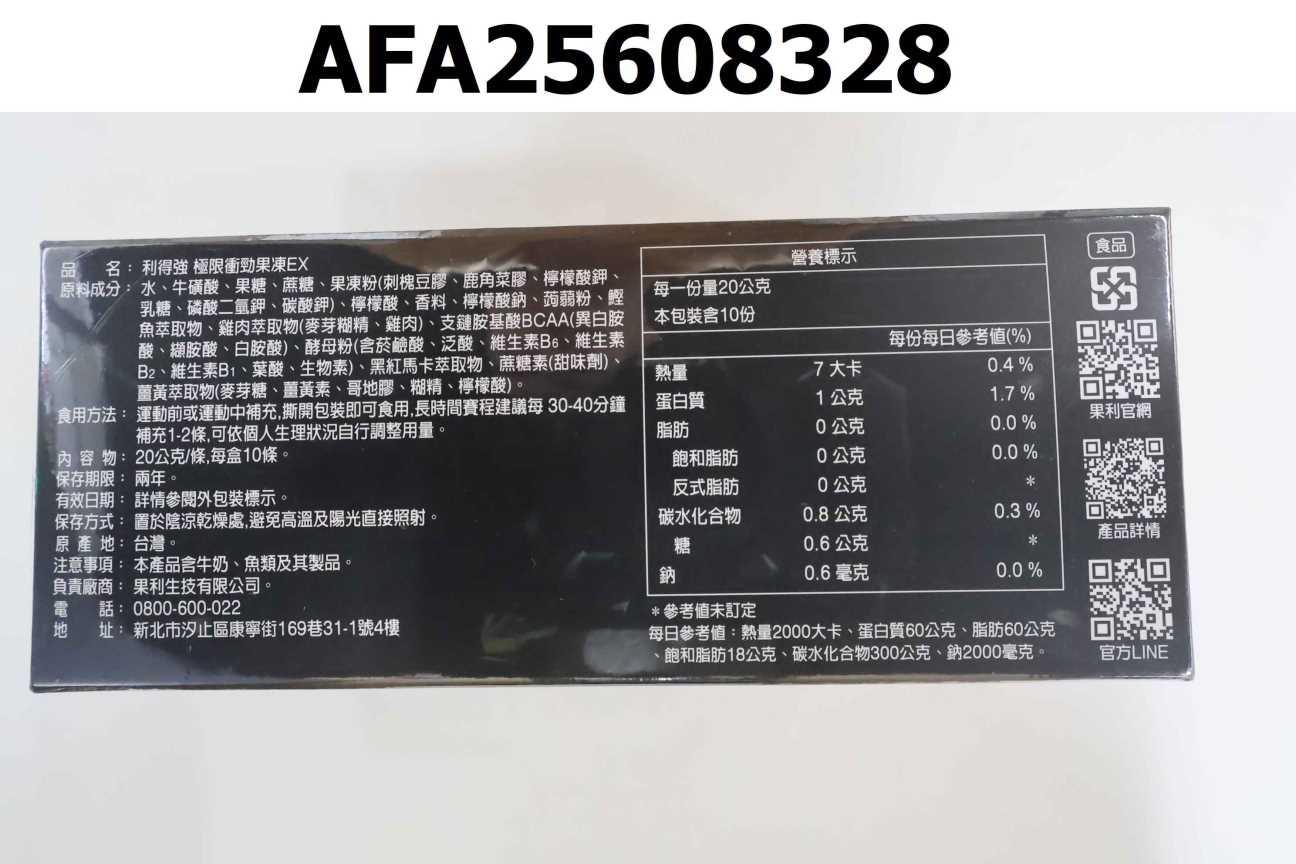 AFA25608328
品 名：利得強 極限衝勁果凍EX
原料成分：水、牛磺酸、果糖、蔗糖、果凍粉(刺槐豆膠、鹿角菜膠、檸檬酸鉀、
乳糖、磷酸二氫鉀、碳酸鉀)、檸檬酸、香料、檸檬酸鈉、蒟蒻粉、鰹
魚萃取物、雞肉萃取物(麥芽糊精、雞肉)、支鏈胺基酸BCAA(異白胺
酸、纈胺酸、白胺酸)、酵母粉(含菸鹼酸、泛酸、維生素B6、維生素
B2、維生素B1、葉酸、生物素)、黑紅馬卡萃取物、蔗糖素(甜味劑)、
薑黃萃取物(麥芽糖、薑黃素、哥地膠、糊精、檸檬酸)。
食用方法：運動前或運動中補充,撕開包裝即可食用,長時間賽程建議每 30-40分鐘
補充1-2條,可依個人生理狀況自行調整用量。
內 容 物：20公克/條,每盒10條。
保存期限：兩年。
有效日期：詳情參閱外包裝標示。
保存方式：置於陰涼乾燥處,避免高溫及陽光直接照射。
原 產 地：台灣。
注意事項：本產品含牛奶、魚類及其製品。
負責廠商：果利生技有限公司。
電 話：0800-600-022
地 址：新北市汐止區康寧街169巷31-1號4樓
營養標示
每一份量20公克
本包裝含10份
每份每日參考值(%)
熱量 7 大卡 0.4 %
蛋白質 1 公克 1.7 %
脂肪 0 公克 0.0 %
飽和脂肪 0 公克 0.0 %
反式脂肪 0 公克 *
碳水化合物 0.8 公克 0.3 %
糖 0.6 公克 *
鈉 0.6 毫克 0.0 %
*參考值未訂定
每日參考值：熱量2000大卡、蛋白質60公克、脂肪60公克
、飽和脂肪18公克、碳水化合物300公克、鈉2000毫克。
食品
果利官網
產品詳情
官方LINE